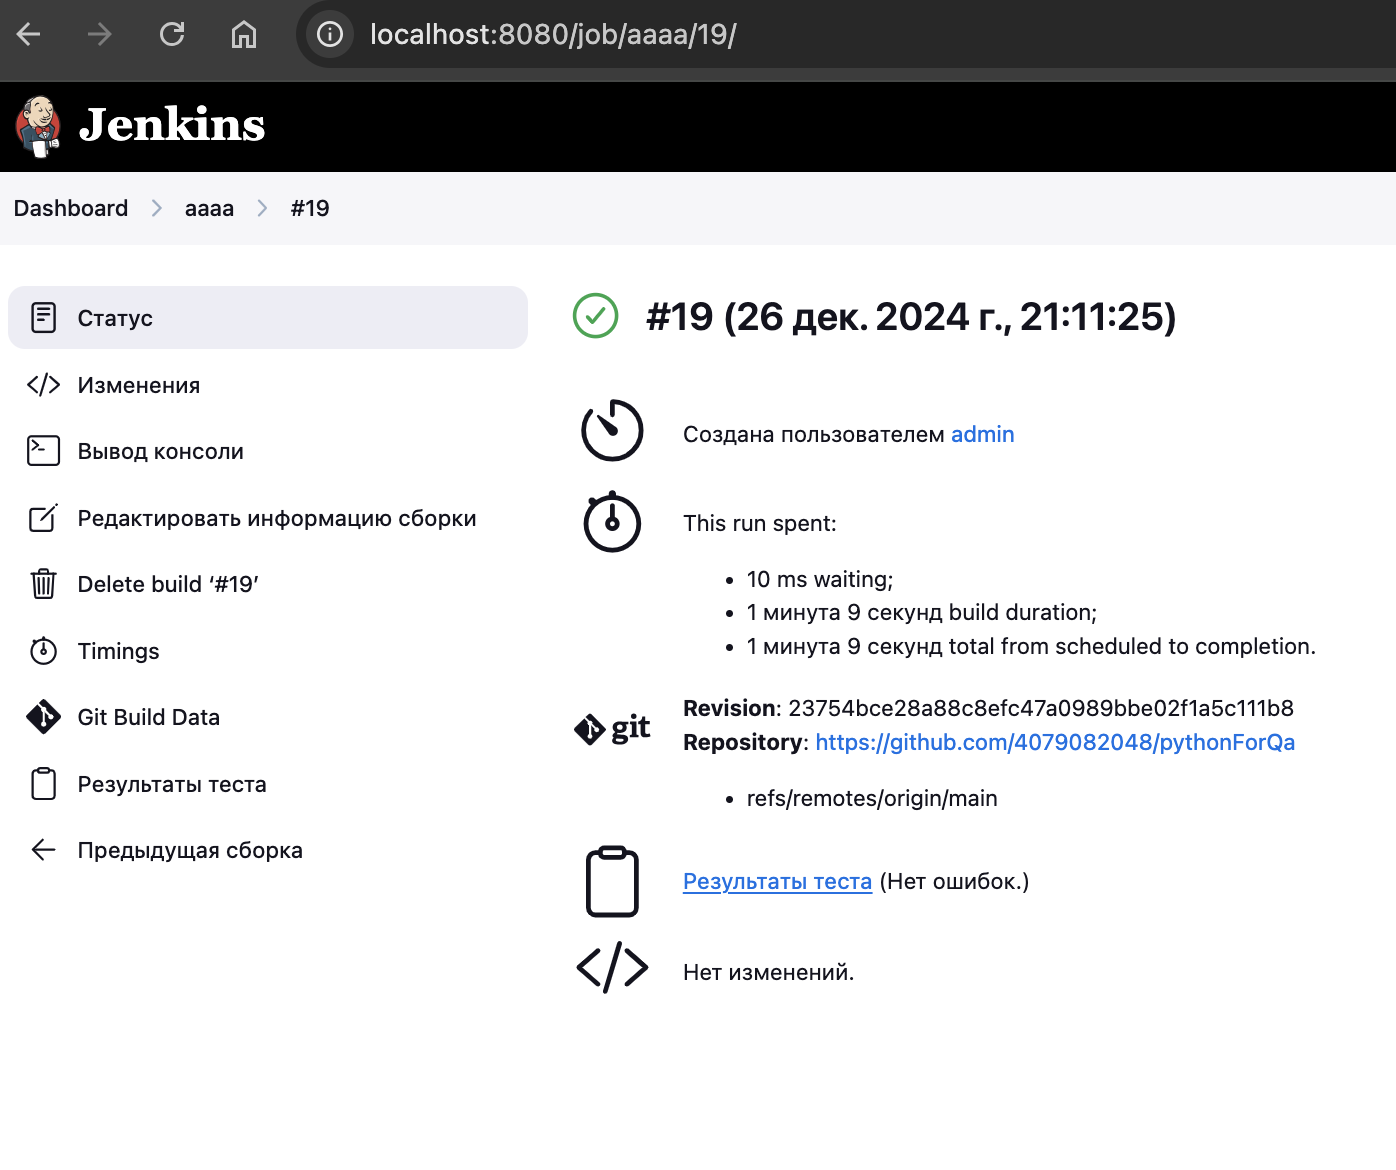 localhost:8080/job/aaaa/19/
Jenkins
Dashboard > aaaa > #19
Статус
Изменения
Вывод консоли
Редактировать информацию сборки
Delete build ‘#19’
Timings
Git Build Data
Результаты теста
Предыдущая сборка
#19 (26 дек. 2024 г., 21:11:25)
Создана пользователем admin
This run spent:
• 10 ms waiting;
• 1 минута 9 секунд build duration;
• 1 минута 9 секунд total from scheduled to completion.
git
Revision: 23754bce28a88c8efc47a0989bbe02f1a5c111b8
Repository: https://github.com/4079082048/pythonForQa
• refs/remotes/origin/main
Результаты теста (Нет ошибок.)
Нет изменений.